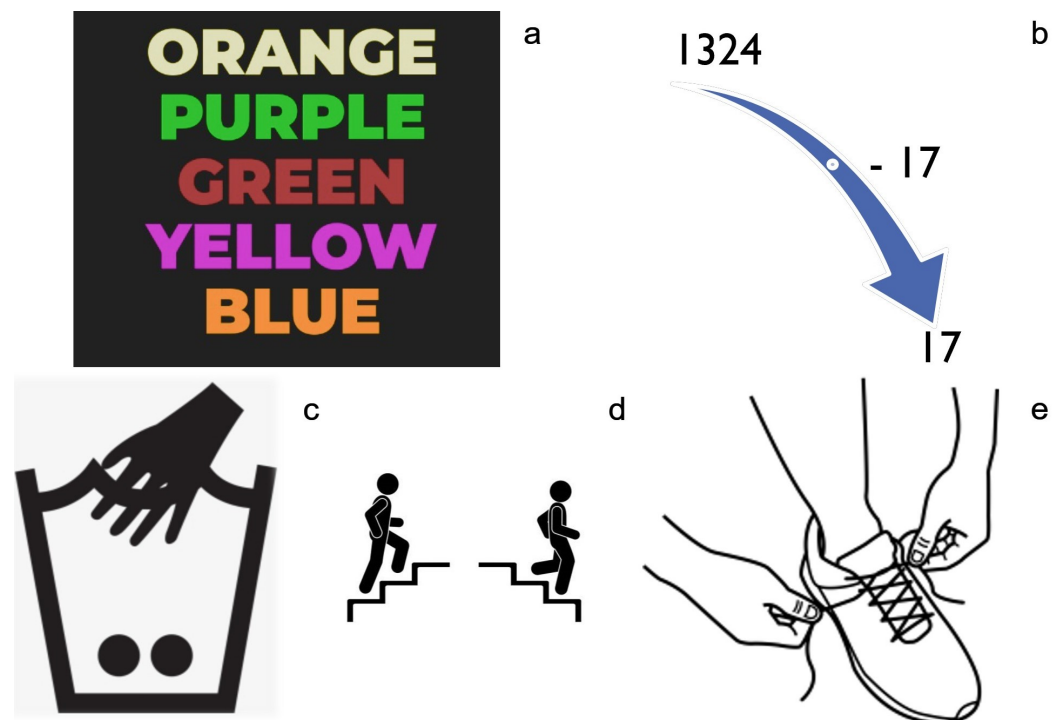 ORANGE
PURPLE
GREEN
YELLOW
BLUE
a
1324
- 17
17
b
c
d
e